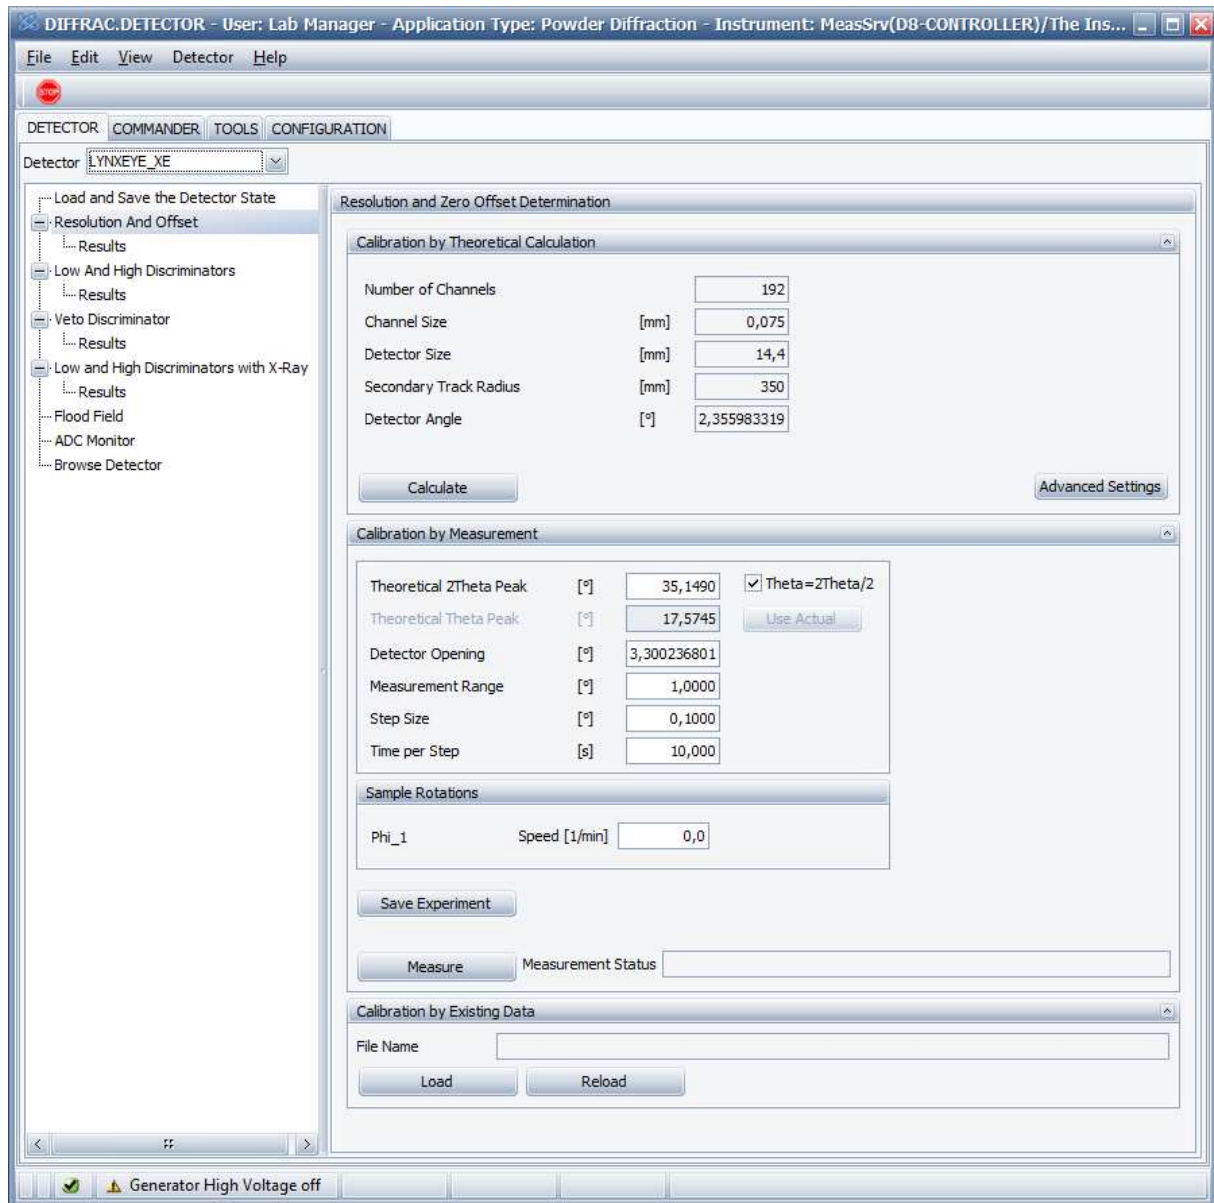 DIFFRAC.DETECTOR - User: Lab Manager - Application Type: Powder Diffraction - Instrument: MeasSrv(D8-CONTROLLER)/The Ins...
File Edit View Detector Help
STOP
DETECTOR COMMANDER TOOLS CONFIGURATION
Detector LYNXEYE_XE
Load and Save the Detector State
Resolution And Offset
Results
Low And High Discriminators
Results
Veto Discriminator
Results
Low and High Discriminators with X-Ray
Results
Flood Field
ADC Monitor
Browse Detector
Resolution and Zero Offset Determination
Calibration by Theoretical Calculation
Number of Channels 192
Channel Size [mm] 0,075
Detector Size [mm] 14,4
Secondary Track Radius [mm] 350
Detector Angle [°] 2,355983319
Calculate Advanced Settings
Calibration by Measurement
Theoretical 2Theta Peak [°] 35,1490 Theta=2Theta/2
Theoretical Theta Peak [°] 17,5745 Use Actual
Detector Opening [°] 3,300236801
Measurement Range [°] 1,0000
Step Size [°] 0,1000
Time per Step [s] 10,000
Sample Rotations
Phi_1 Speed [1/min] 0,0
Save Experiment
Measure Measurement Status
Calibration by Existing Data
File Name
Load Reload
Generator High Voltage off